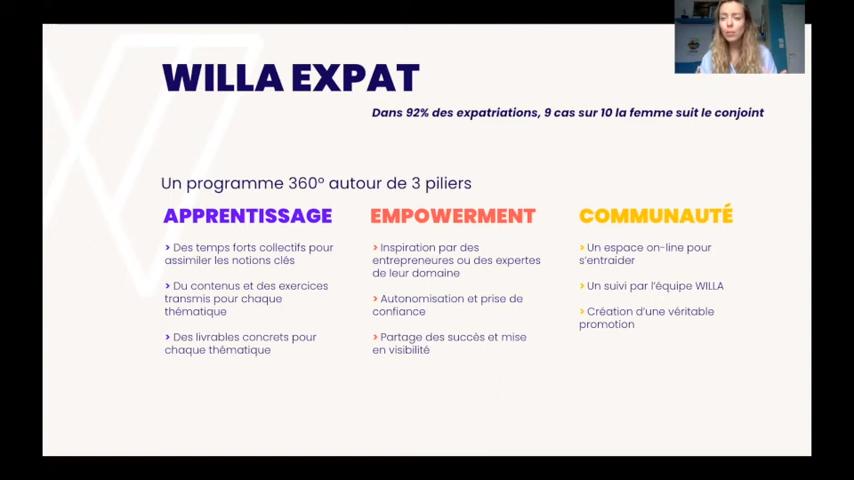 WILLA EXPAT
Dans 92% des expatriations, 9 cas sur 10 la femme suit le conjoint
Un programme 360° autour de 3 piliers
APPRENTISSAGE
> Des temps forts collectifs pour
assimiler les notions clés
> Du contenus et des exercices
transmis pour chaque
thématique
> Des livrables concrets pour
chaque thématique
EMPOWERMENT
> Inspiration par des
entrepreneures ou des expertes
de leur domaine
> Autonomisation et prise de
confiance
> Partage des succès et mise
en visibilité
COMMUNAUTÉ
> Un espace on-line pour
s'entraider
> Un suivi par l'équipe WILLA
> Création d'une véritable
promotion